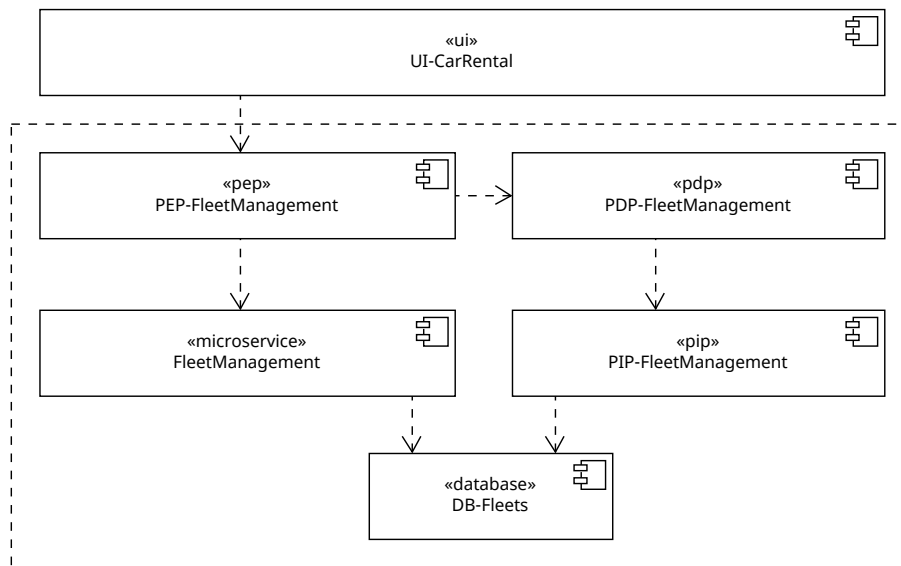 «ui»
UI-CarRental
«pep»
PEP-FleetManagement
«pdp»
PDP-FleetManagement
«microservice»
FleetManagement
«pip»
PIP-FleetManagement
«database»
DB-Fleets